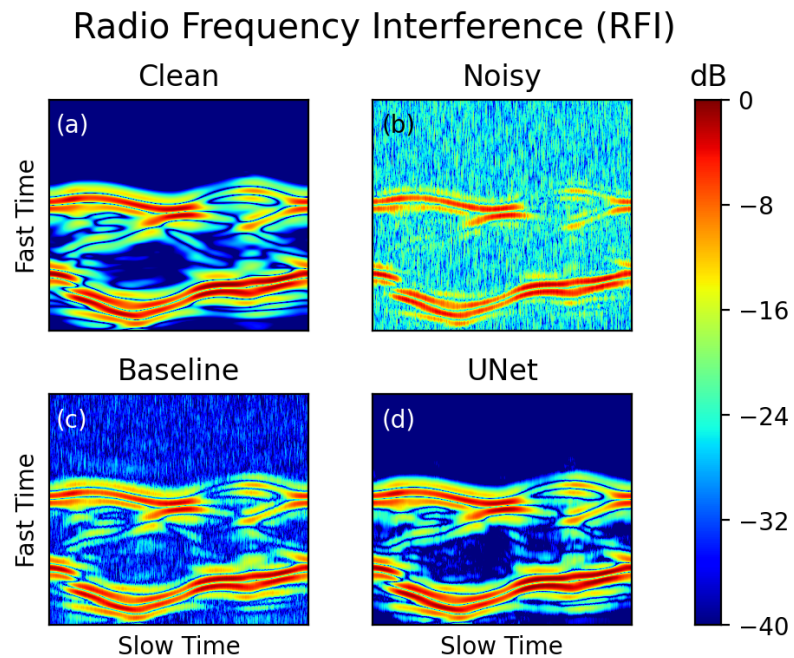 Radio Frequency Interference (RFI)
Clean
Noisy
dB
(a)
(b)
Fast Time
0
−8
−16
−24
−32
−40
Baseline
UNet
(c)
(d)
Fast Time
Slow Time
Slow Time